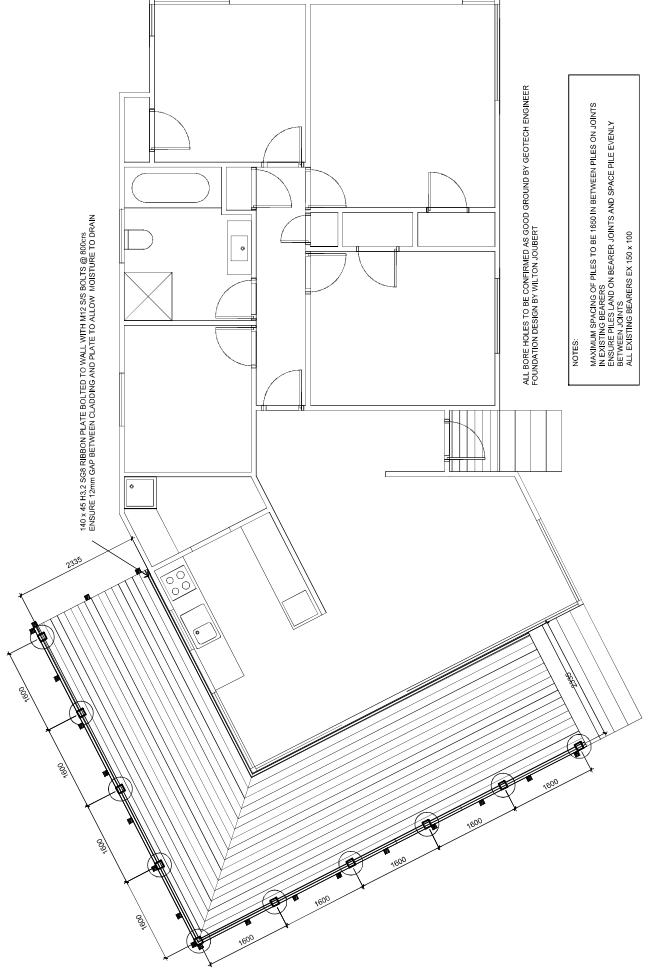 140 x 45 H3.2 SG8 RIBBON PLATE BOLTED TO WALL WITH M12 S/S BOLTS @ 800crs
ENSURE 12mm GAP BETWEEN CLADDING AND PLATE TO ALLOW MOISTURE TO DRAIN
ALL BORE HOLES TO BE CONFIRMED AS GOOD GROUND BY GEOTECH ENGINEER
FOUNDATION DESIGN BY WILTON JOUBERT
NOTES:
MAXIMUM SPACING OF PILES TO BE 1650 IN BETWEEN PILES ON JOINTS
IN EXISTING BEARERS
ENSURE PILES LAND ON BEARER JOINTS AND SPACE PILE EVENLY
BETWEEN JOINTS
ALL EXISTING BEARERS EX 150 x 100
2335
1600
1600
1600
1600
1600
1600
1600
1600
1600
2335